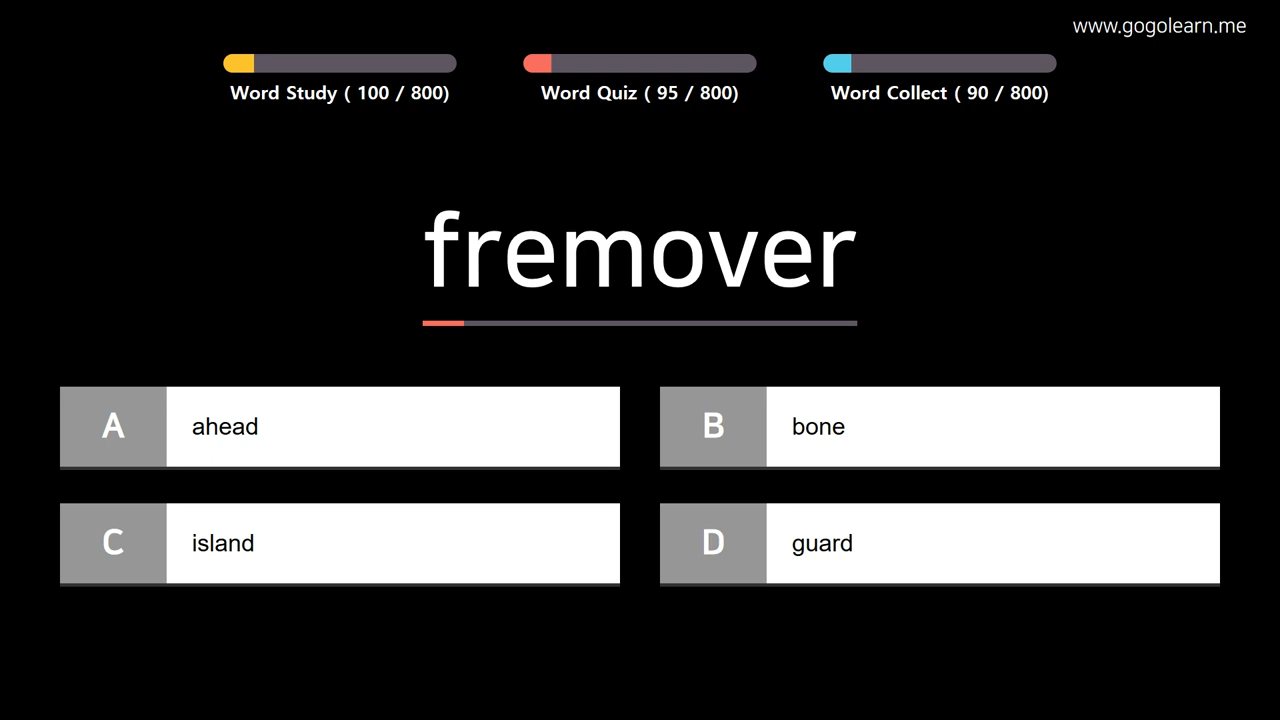 www.gogolearn.me
Word Study ( 100 / 800)
Word Quiz ( 95 / 800)
Word Collect ( 90 / 800)
fremover
A ahead
B bone
C island
D guard